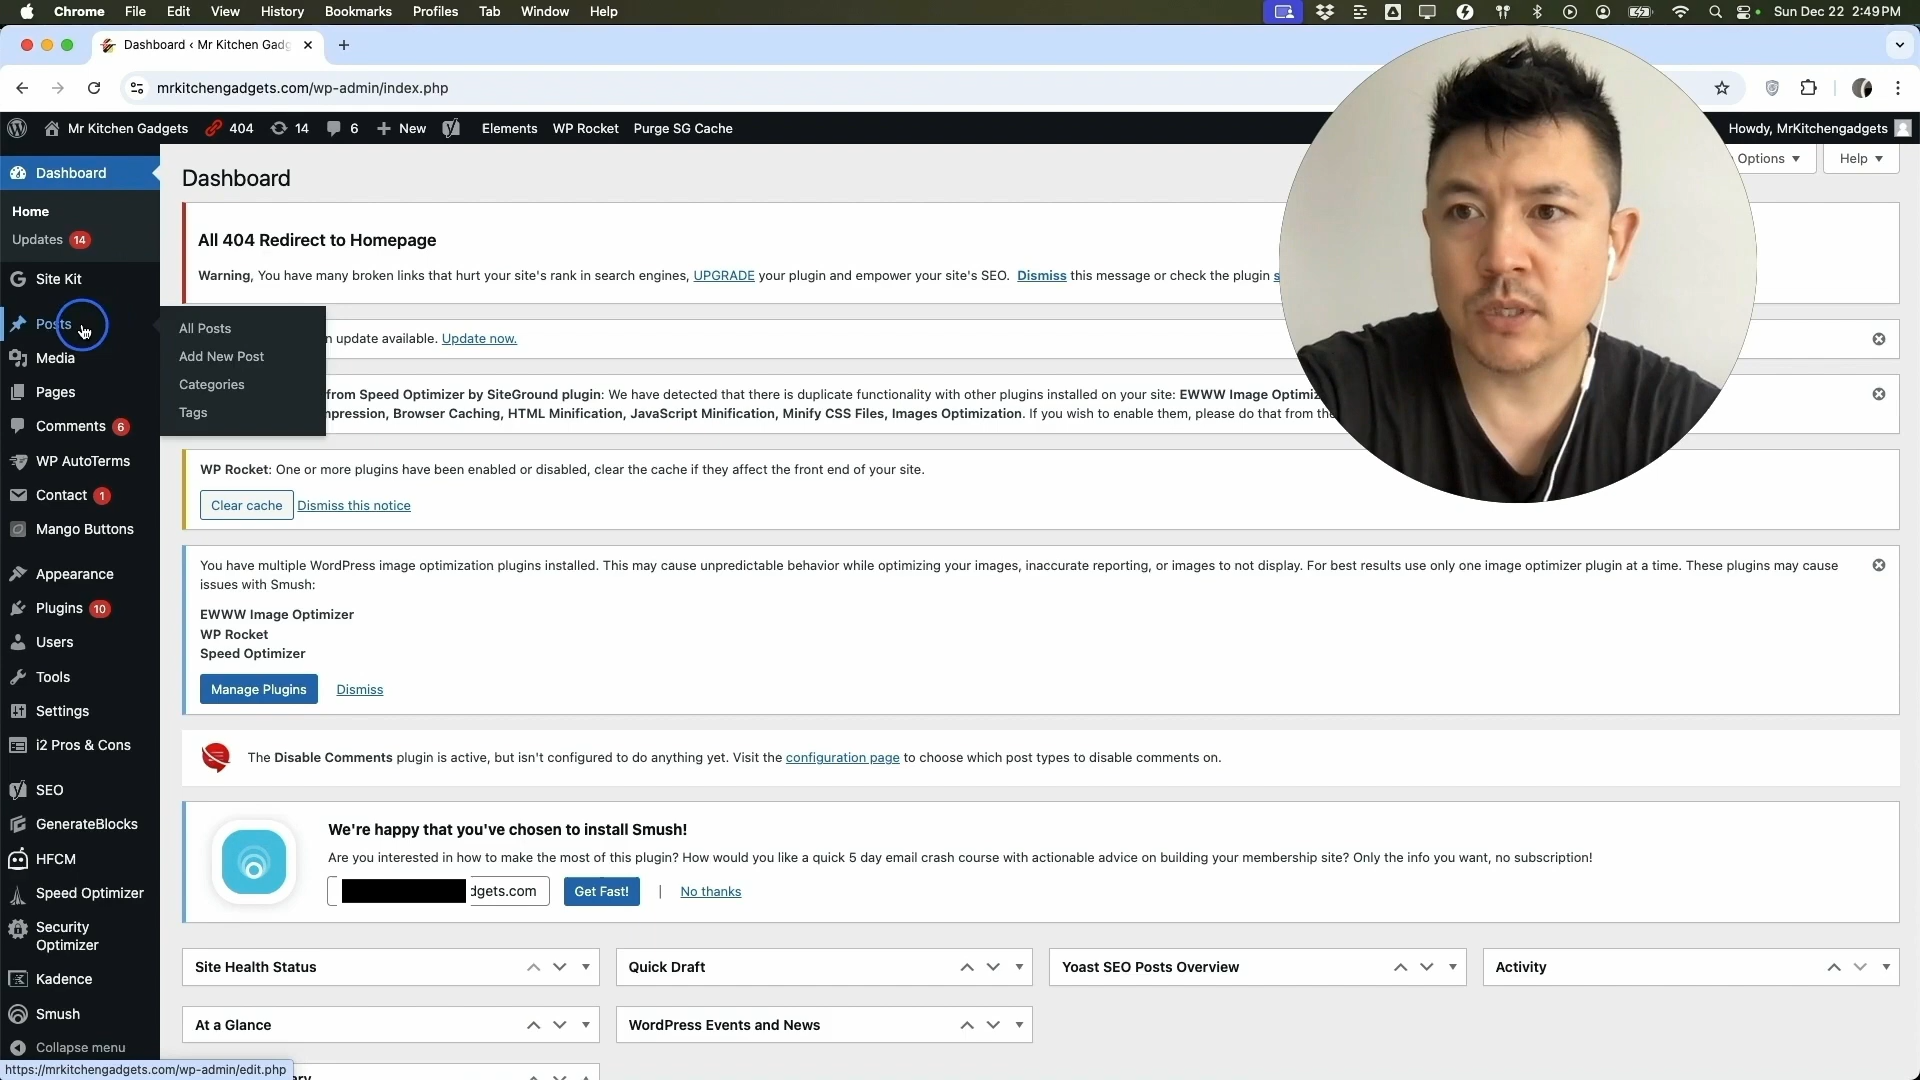 Chrome File Edit View History Bookmarks Profiles Tab Window Help Sun Dec 22 2:49 PM
Dashboard ‹ Mr Kitchen Gadg
mrkitchengadgets.com/wp-admin/index.php
Mr Kitchen Gadgets 404 14 6 New Elements WP Rocket Purge SG Cache Howdy, MrKitchengadgets
Options Help
Dashboard
Home
Updates 14
Site Kit
Posts
Media
Pages
Comments 6
WP AutoTerms
Contact 1
Mango Buttons
Appearance
Plugins 10
Users
Tools
Settings
i2 Pros & Cons
SEO
GenerateBlocks
HFCM
Speed Optimizer
Security
Optimizer
Kadence
Smush
Collapse menu
https://mrkitchengadgets.com/wp-admin/edit.php
All Posts
Add New Post
Categories
Tags
Dashboard
All 404 Redirect to Homepage
Warning, You have many broken links that hurt your site's rank in search engines, UPGRADE your plugin and empower your site's SEO. Dismiss this message or check the plugin s
n update available. Update now.
from Speed Optimizer by SiteGround plugin: We have detected that there is duplicate functionality with other plugins installed on your site: EWWW Image Optimiz
mpression, Browser Caching, HTML Minification, JavaScript Minification, Minify CSS Files, Images Optimization. If you wish to enable them, please do that from the
WP Rocket: One or more plugins have been enabled or disabled, clear the cache if they affect the front end of your site.
Clear cache Dismiss this notice
You have multiple WordPress image optimization plugins installed. This may cause unpredictable behavior while optimizing your images, inaccurate reporting, or images to not display. For best results use only one image optimizer plugin at a time. These plugins may cause
issues with Smush:
EWWW Image Optimizer
WP Rocket
Speed Optimizer
Manage Plugins Dismiss
The Disable Comments plugin is active, but isn't configured to do anything yet. Visit the configuration page to choose which post types to disable comments on.
We're happy that you've chosen to install Smush!
Are you interested in how to make the most of this plugin? How would you like a quick 5 day email crash course with actionable advice on building your membership site? Only the info you want, no subscription!
dgets.com Get Fast! | No thanks
Site Health Status
Quick Draft
Yoast SEO Posts Overview
Activity
At a Glance
WordPress Events and News